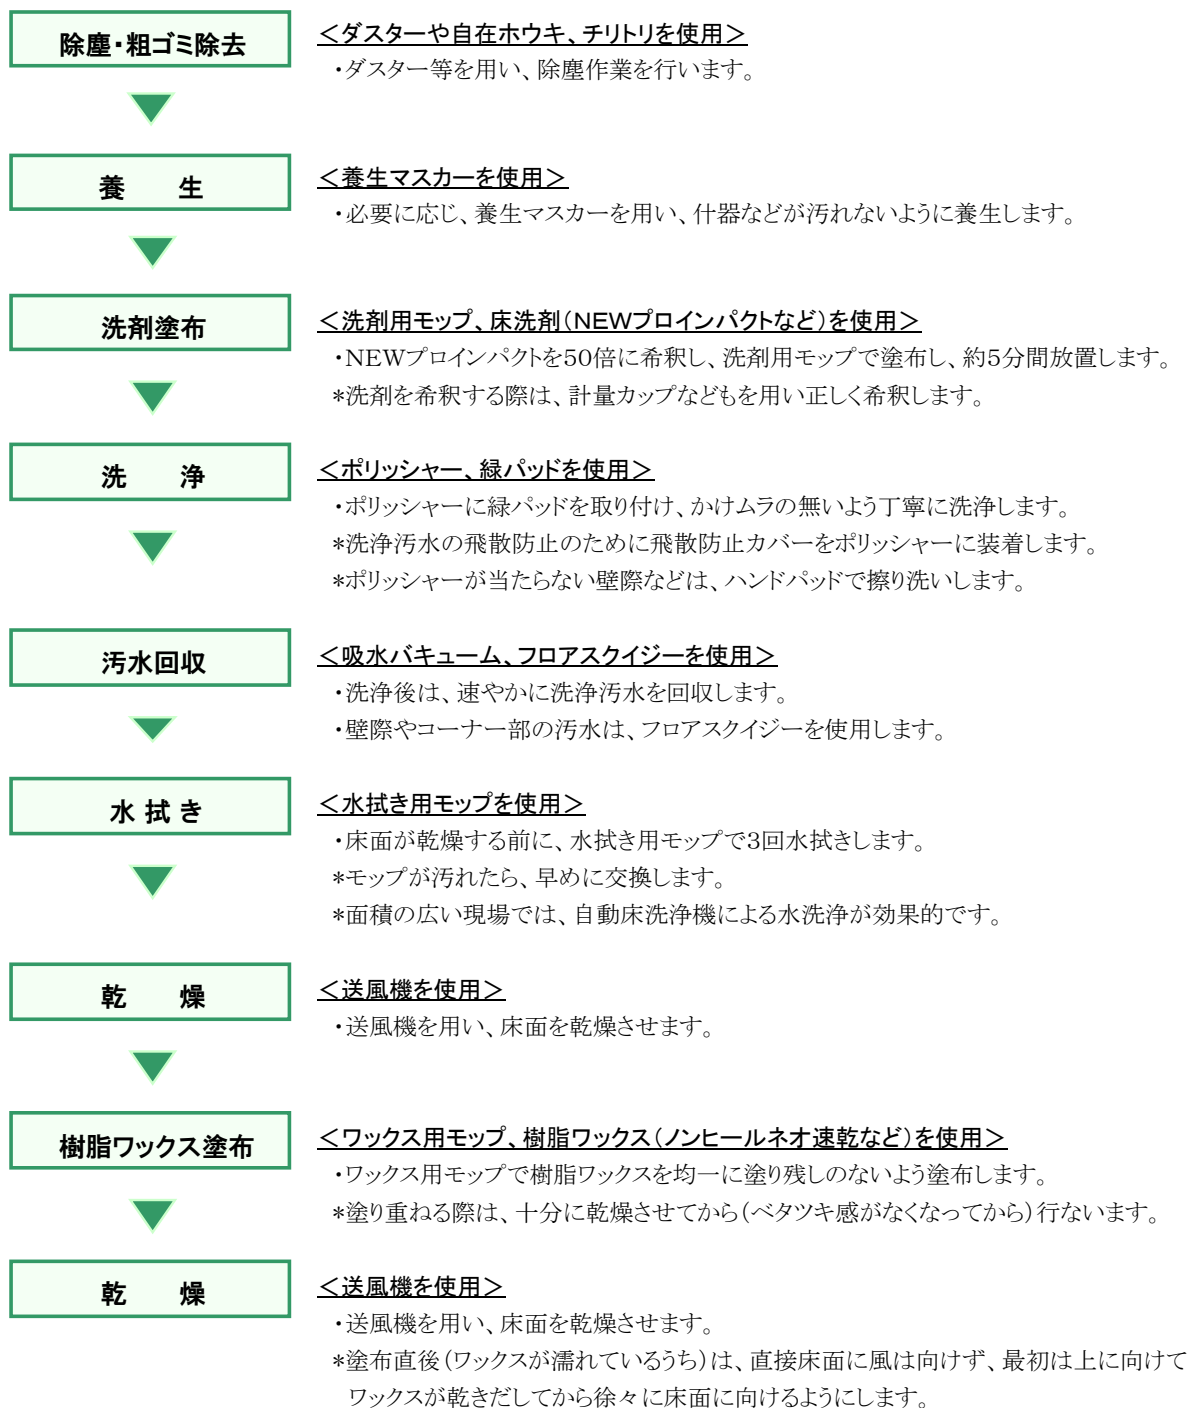 除塵・粗ゴミ除去
＜ダスターや自在ホウキ、チリトリを使用＞
・ダスター等を用い、除塵作業を行います。
養　生
＜養生マスカーを使用＞
・必要に応じ、養生マスカーを用い、什器などが汚れないように養生します。
洗剤塗布
＜洗剤用モップ、床洗剤（NEWプロインパクトなど）を使用＞
・NEWプロインパクトを50倍に希釈し、洗剤用モップで塗布し、約5分間放置します。
*洗剤を希釈する際は、計量カップなどもを用い正しく希釈します。
洗　浄
＜ポリッシャー、緑パッドを使用＞
・ポリッシャーに緑パッドを取り付け、かけムラの無いよう丁寧に洗浄します。
*洗浄汚水の飛散防止のために飛散防止カバーをポリッシャーに装着します。
*ポリッシャーが当たらない壁際などは、ハンドパッドで擦り洗いします。
汚水回収
＜吸水バキューム、フロアスクイジーを使用＞
・洗浄後は、速やかに洗浄汚水を回収します。
・壁際やコーナー部の汚水は、フロアスクイジーを使用します。
水 拭 き
＜水拭き用モップを使用＞
・床面が乾燥する前に、水拭き用モップで3回水拭きします。
*モップが汚れたら、早めに交換します。
*面積の広い現場では、自動床洗浄機による水洗浄が効果的です。
乾　燥
＜送風機を使用＞
・送風機を用い、床面を乾燥させます。
樹脂ワックス塗布
＜ワックス用モップ、樹脂ワックス（ノンヒールネオ速乾など）を使用＞
・ワックス用モップで樹脂ワックスを均一に塗り残しのないよう塗布します。
*塗り重ねる際は、十分に乾燥させてから（ベタツキ感がなくなってから）行ないます。
乾　燥
＜送風機を使用＞
・送風機を用い、床面を乾燥させます。
*塗布直後（ワックスが濡れているうち）は、直接床面に風は向けず、最初は上に向けて
ワックスが乾きだしてから徐々に床面に向けるようにします。